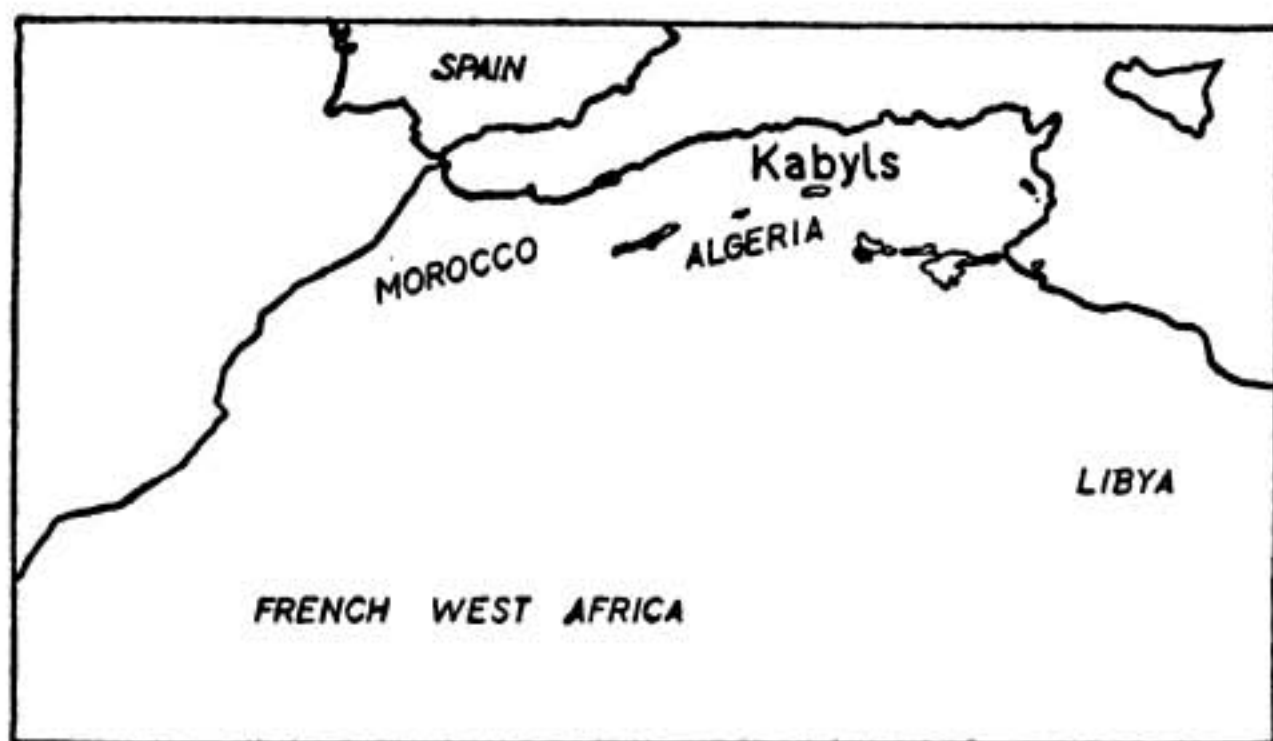 SPAIN
Kabyls
MOROCCO
ALGERIA
LIBYA
FRENCH WEST AFRICA